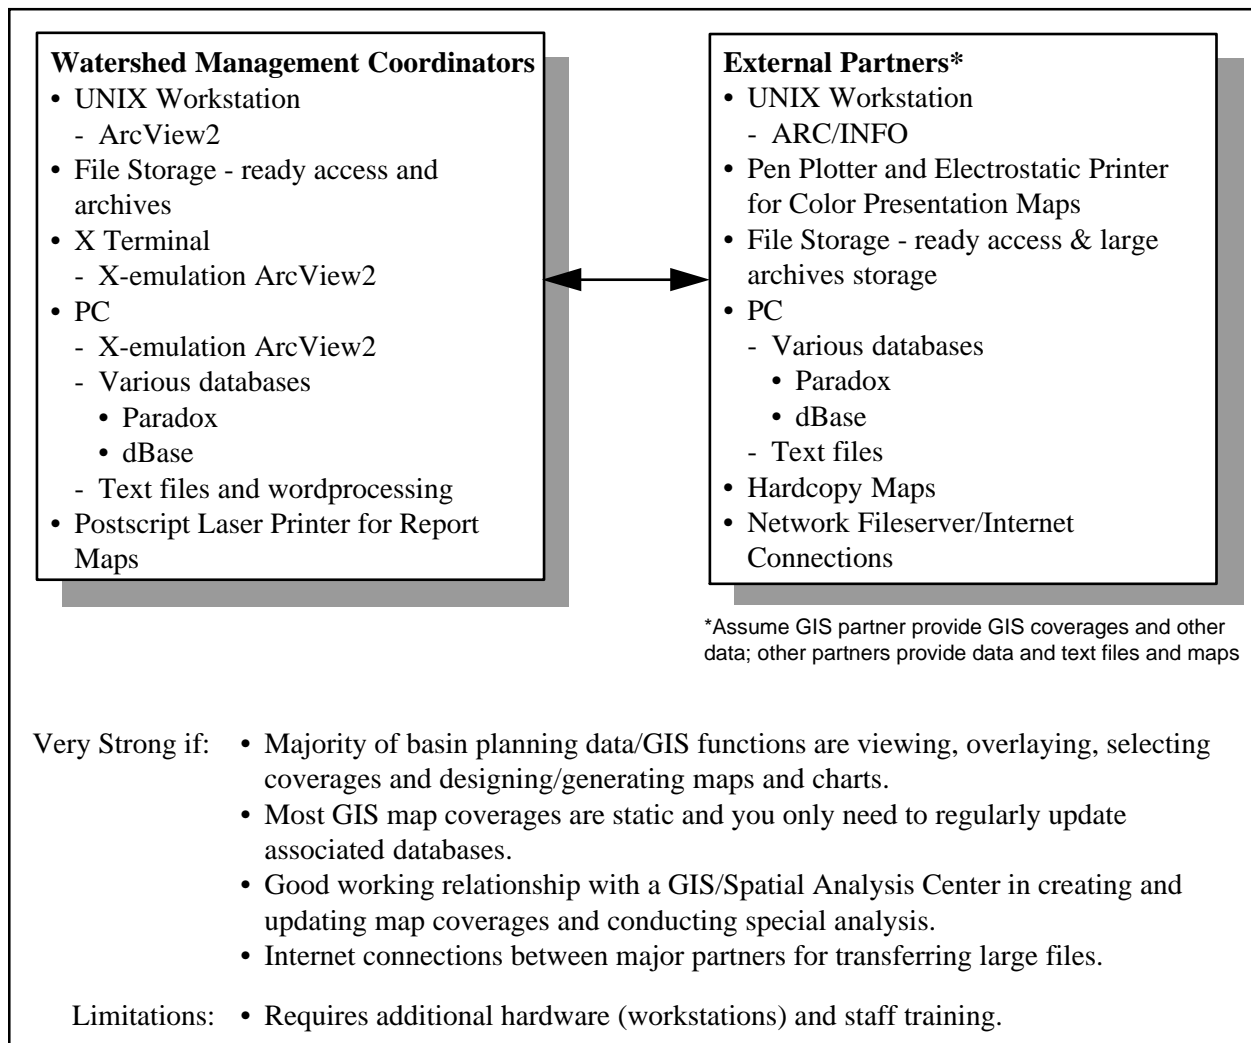 Watershed Management Coordinators
• UNIX Workstation
- ArcView2
• File Storage - ready access and
archives
• X Terminal
- X-emulation ArcView2
• PC
- X-emulation ArcView2
- Various databases
• Paradox
• dBase
- Text files and wordprocessing
• Postscript Laser Printer for Report
Maps
External Partners*
• UNIX Workstation
- ARC/INFO
• Pen Plotter and Electrostatic Printer
for Color Presentation Maps
• File Storage - ready access & large
archives storage
• PC
- Various databases
• Paradox
• dBase
- Text files
• Hardcopy Maps
• Network Fileserver/Internet
Connections
*Assume GIS partner provide GIS coverages and other
data; other partners provide data and text files and maps
Very Strong if: • Majority of basin planning data/GIS functions are viewing, overlaying, selecting
coverages and designing/generating maps and charts.
• Most GIS map coverages are static and you only need to regularly update
associated databases.
• Good working relationship with a GIS/Spatial Analysis Center in creating and
updating map coverages and conducting special analysis.
• Internet connections between major partners for transferring large files.
Limitations: • Requires additional hardware (workstations) and staff training.